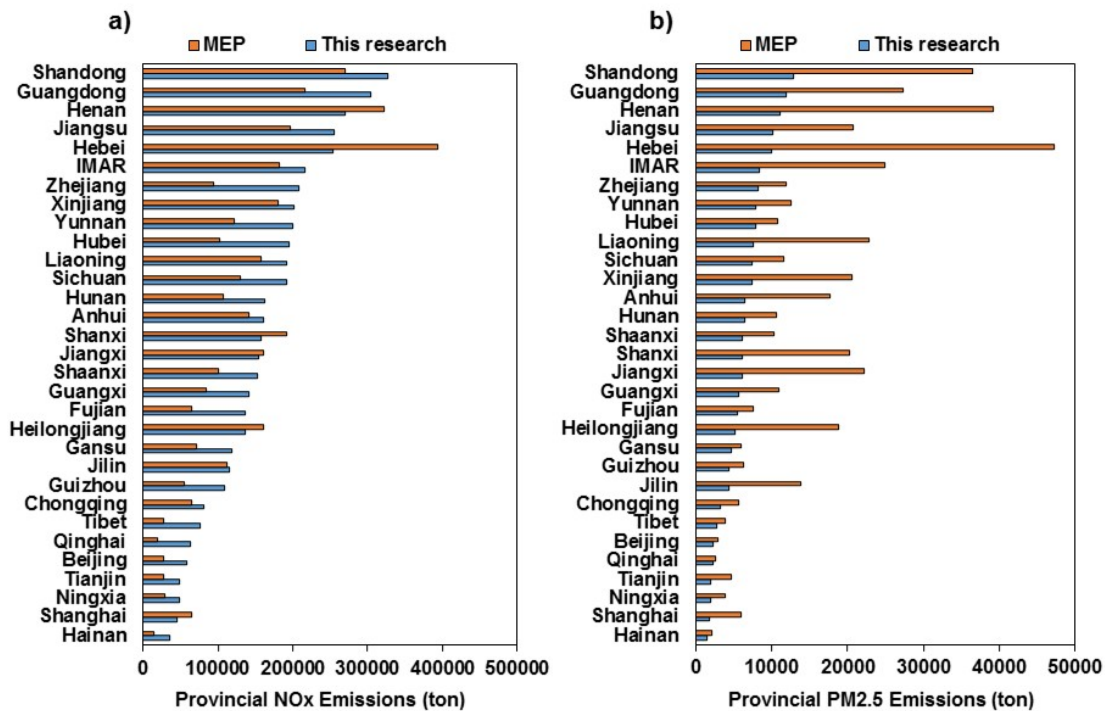 a)
MEP This research
Shandong
Guangdong
Henan
Jiangsu
Hebei
IMAR
Zhejiang
Xinjiang
Yunnan
Hubei
Liaoning
Sichuan
Hunan
Anhui
Shanxi
Jiangxi
Shaanxi
Guangxi
Fujian
Heilongjiang
Gansu
Jilin
Guizhou
Chongqing
Tibet
Qinghai
Beijing
Tianjin
Ningxia
Shanghai
Hainan
0 100000 200000 300000 400000 500000
Provincial NOx Emissions (ton)
b)
MEP This research
Shandong
Guangdong
Henan
Jiangsu
Hebei
IMAR
Zhejiang
Yunnan
Hubei
Liaoning
Sichuan
Xinjiang
Anhui
Hunan
Shaanxi
Shanxi
Jiangxi
Guangxi
Fujian
Heilongjiang
Gansu
Guizhou
Jilin
Chongqing
Tibet
Beijing
Qinghai
Tianjin
Ningxia
Shanghai
Hainan
0 10000 20000 30000 40000 50000
Provincial PM2.5 Emissions (ton)